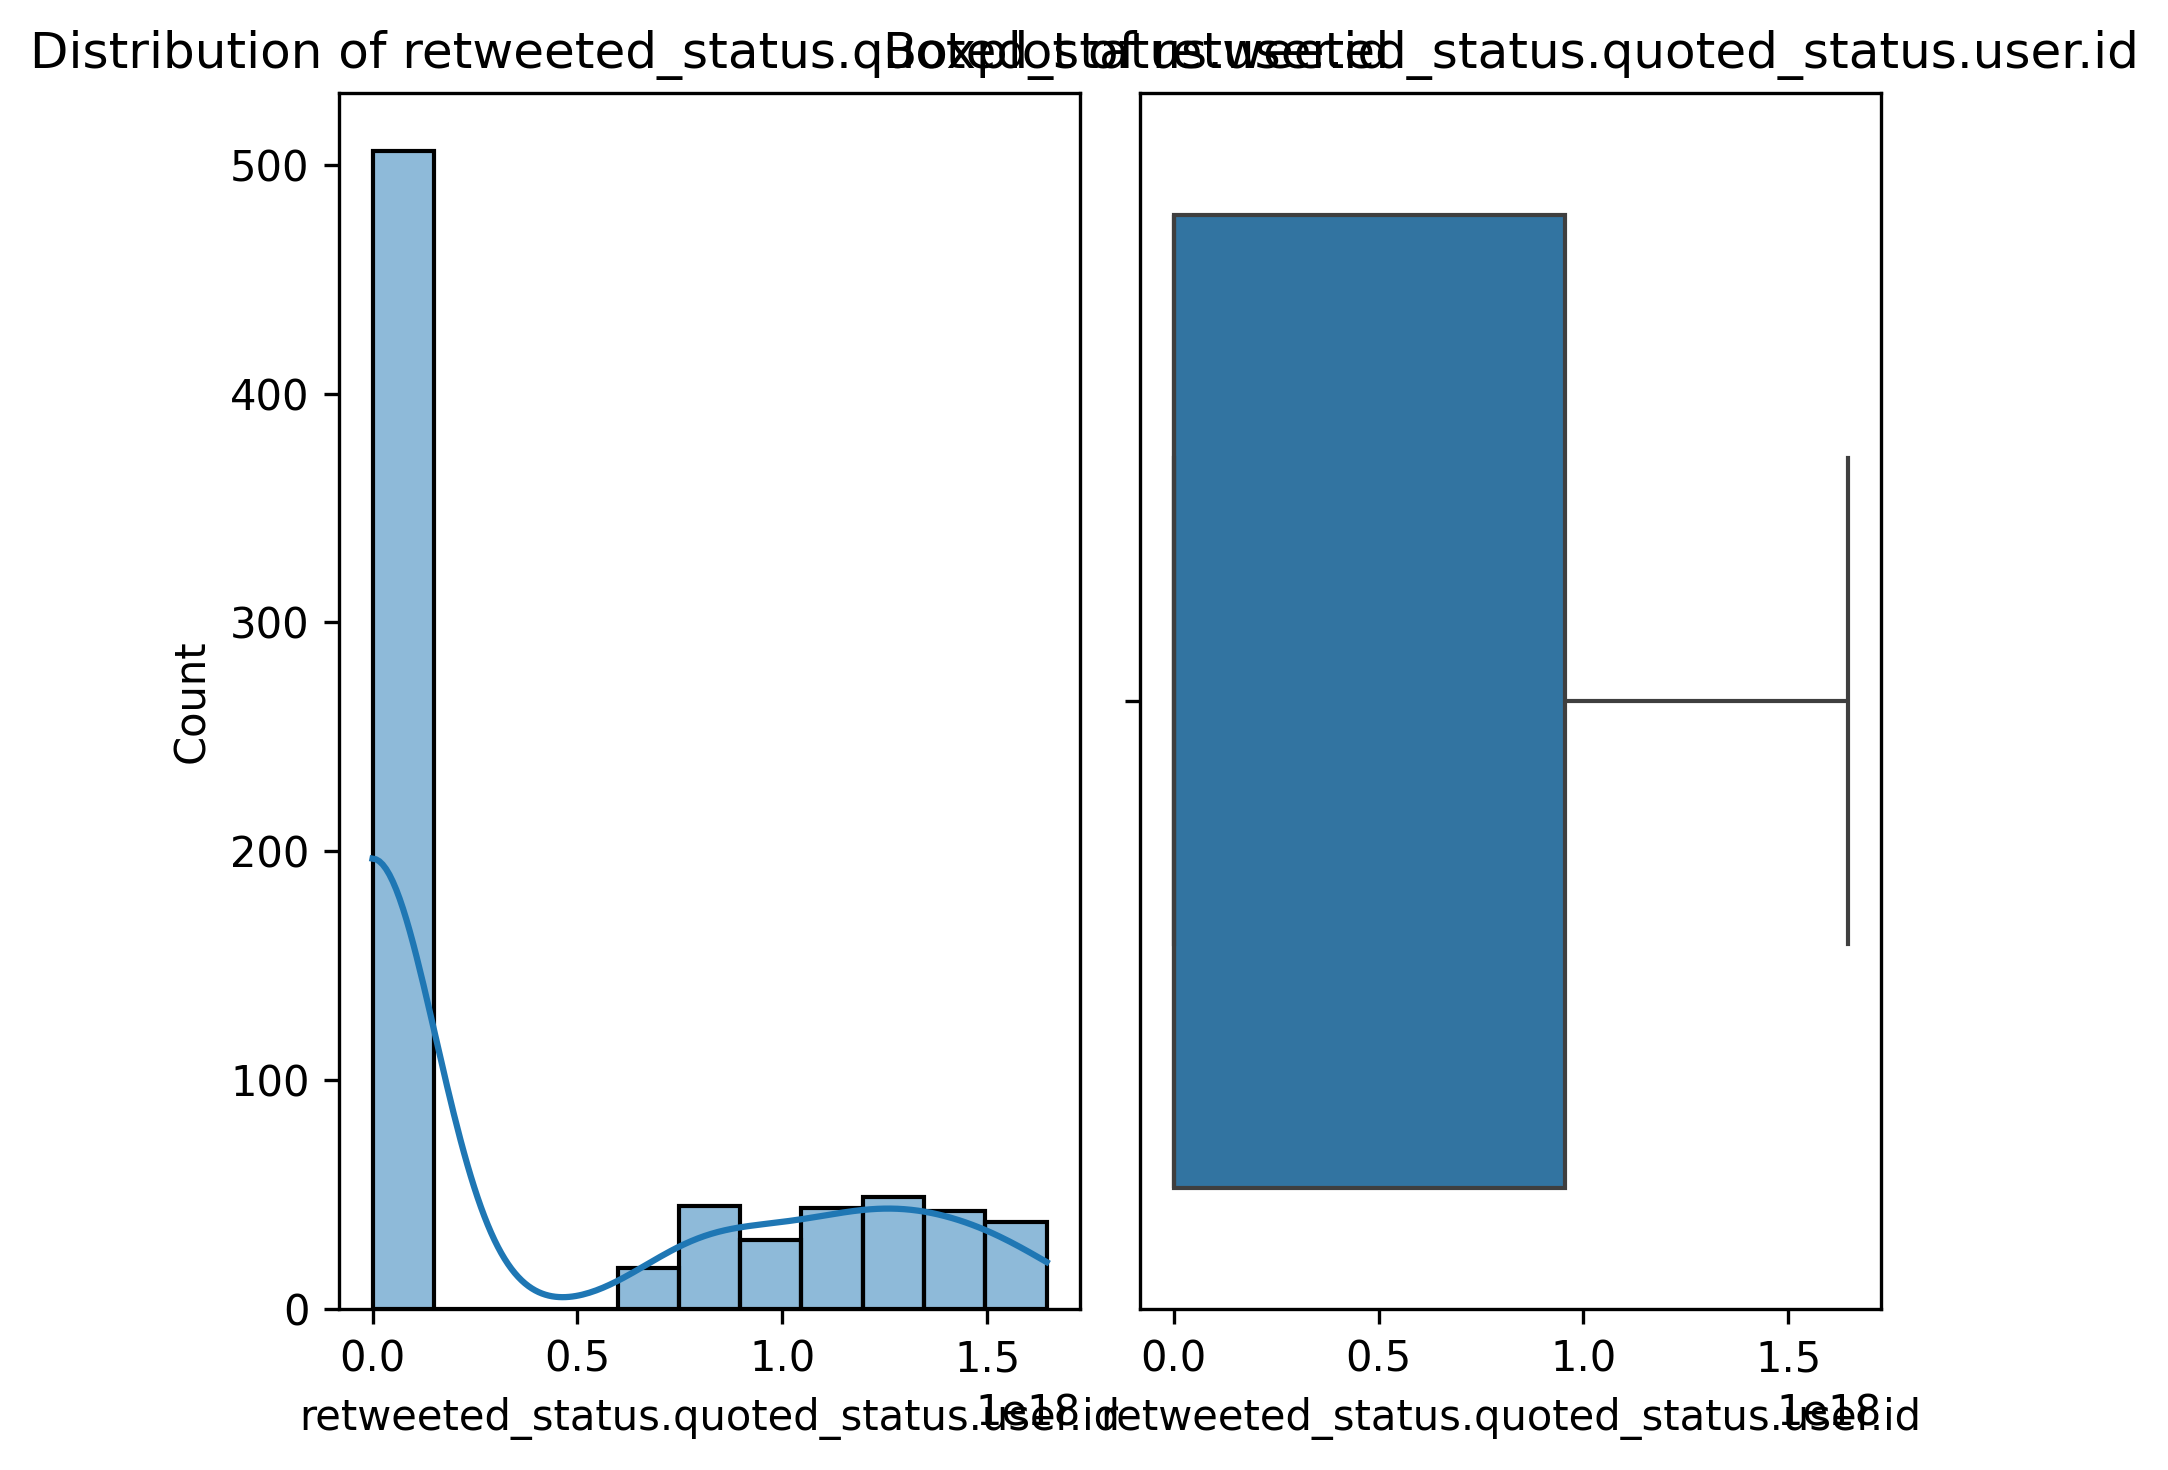 Distribution of retweeted_status.quoted_status.user.id
Boxplot of retweeted_status.quoted_status.user.id
500
400
300
200
100
0
Count
0.0 0.5 1.0 1.5
1e18
retweeted_status.quoted_status.user.id
0.0 0.5 1.0 1.5
1e18
retweeted_status.quoted_status.user.id